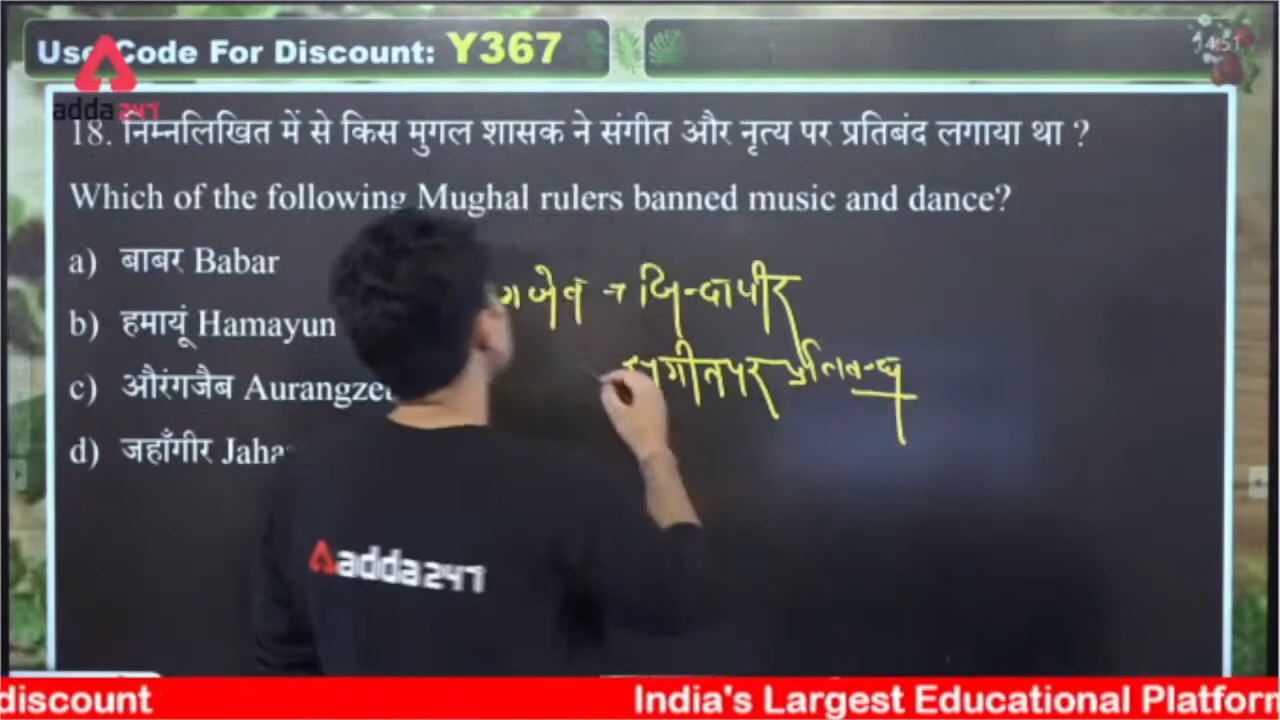 Use Code For Discount: Y367
adda247
18. निम्नलिखित में से किस मुगल शासक ने संगीत और नृत्य पर प्रतिबंद लगाया था ?
Which of the following Mughal rulers banned music and dance?
a) बाबर Babar
b) हमायूं Hamayun
c) औरंगजैब
d) जहाँगीर
गजेब → जिन्दापीर
संगीत पर प्रतिबन्ध
adda247
discount
India's Largest Educational Platform